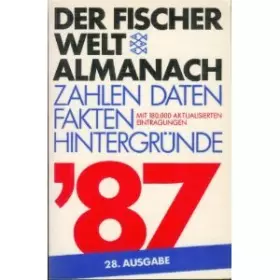 DER FISCHER
WELT
ALMANACH
ZAHLEN DATEN
FAKTEN MIT 180.000 AKTUALISIERTEN
EINTRAGUNGEN
HINTERGRÜNDE
'87
28. AUSGABE